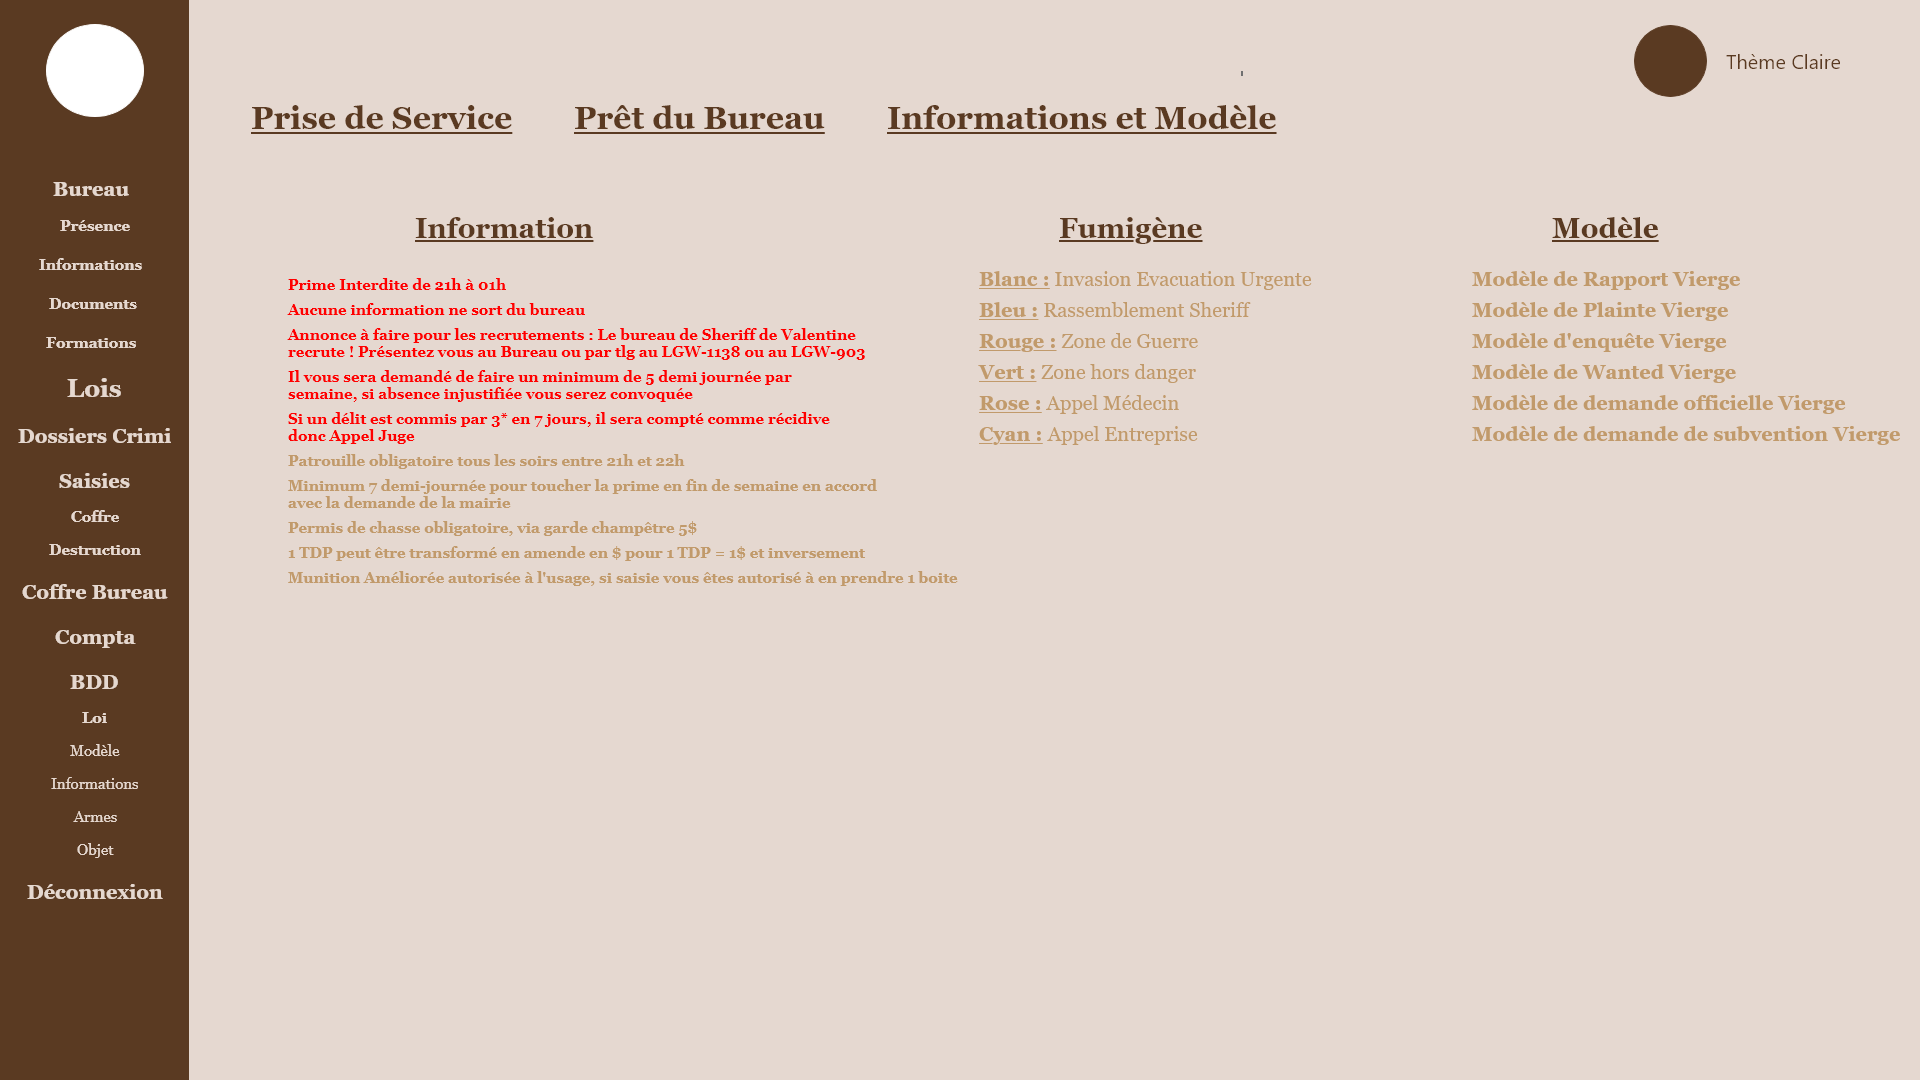 Thème Claire
Prise de Service
Prêt du Bureau
Informations et Modèle
Bureau
Présence
Informations
Documents
Formations
Lois
Dossiers Crimi
Saisies
Coffre
Destruction
Coffre Bureau
Compta
BDD
Loi
Modèle
Informations
Armes
Objet
Déconnexion
Information
Prime Interdite de 21h à 01h
Aucune information ne sort du bureau
Annonce à faire pour les recrutements : Le bureau de Sheriff de Valentine
recrute ! Présentez vous au Bureau ou par tlg au LGW-1138 ou au LGW-903
Il vous sera demandé de faire un minimum de 5 demi journée par
semaine, si absence injustifiée vous serez convoquée
Si un délit est commis par 3* en 7 jours, il sera compté comme récidive
donc Appel Juge
Patrouille obligatoire tous les soirs entre 21h et 22h
Minimum 7 demi-journée pour toucher la prime en fin de semaine en accord
avec la demande de la mairie
Permis de chasse obligatoire, via garde champêtre 5$
1 TDP peut être transformé en amende en $ pour 1 TDP = 1$ et inversement
Munition Améliorée autorisée à l'usage, si saisie vous êtes autorisé à en prendre 1 boite
Fumigène
Blanc : Invasion Evacuation Urgente
Bleu : Rassemblement Sheriff
Rouge : Zone de Guerre
Vert : Zone hors danger
Rose : Appel Médecin
Cyan : Appel Entreprise
Modèle
Modèle de Rapport Vierge
Modèle de Plainte Vierge
Modèle d'enquête Vierge
Modèle de Wanted Vierge
Modèle de demande officielle Vierge
Modèle de demande de subvention Vierge